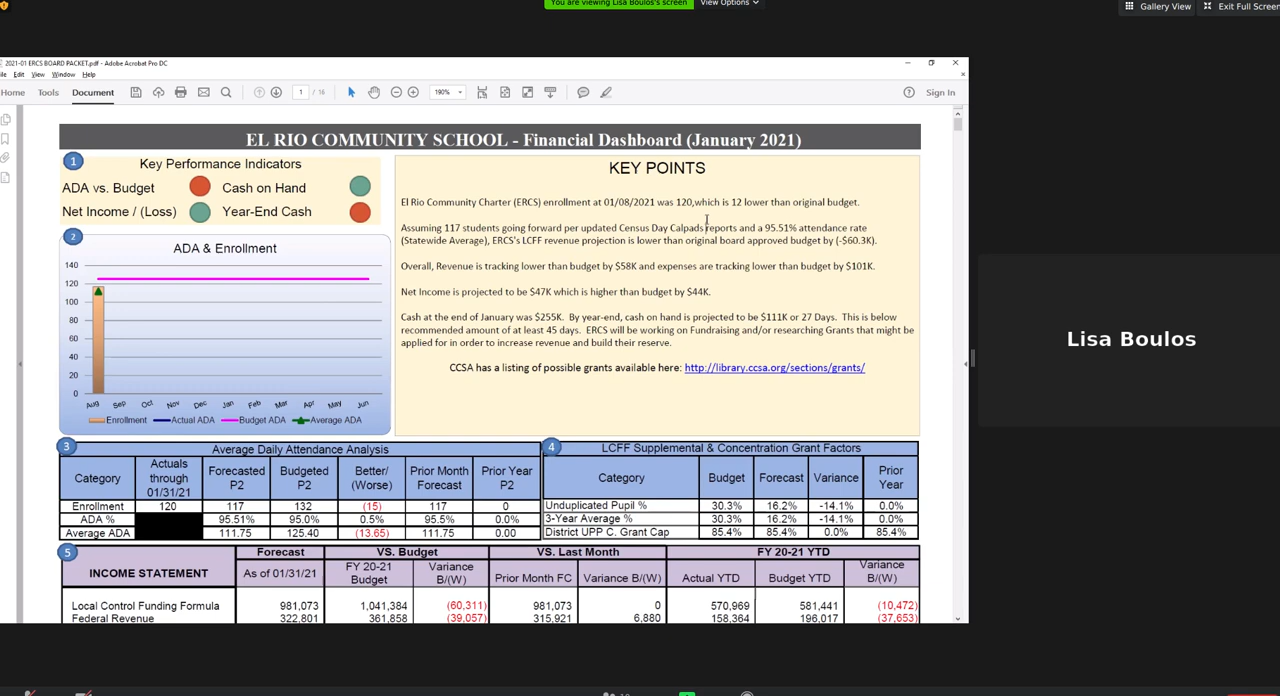 You are viewing Lisa Boulos's screen
View Options
Gallery View
Exit Full Screen
2021-01 ERCS BOARD PACKET.pdf - Adobe Acrobat Pro DC
File Edit View Window Help
Home Tools Document 1 / 16 190% Sign In
EL RIO COMMUNITY SCHOOL - Financial Dashboard (January 2021)
1 Key Performance Indicators
ADA vs. Budget Cash on Hand
Net Income / (Loss) Year-End Cash
2
ADA & Enrollment
140
120
100
80
60
40
20
0
Aug Sep Oct Nov Dec Jan Feb Mar Apr May Jun
Enrollment Actual ADA Budget ADA Average ADA
KEY POINTS
El Rio Community Charter (ERCS) enrollment at 01/08/2021 was 120,which is 12 lower than original budget.
Assuming 117 students going forward per updated Census Day Calpads reports and a 95.51% attendance rate
(Statewide Average), ERCS's LCFF revenue projection is lower than original board approved budget by (-$60.3K).
Overall, Revenue is tracking lower than budget by $58K and expenses are tracking lower than budget by $101K.
Net Income is projected to be $47K which is higher than budget by $44K.
Cash at the end of January was $255K. By year-end, cash on hand is projected to be $111K or 27 Days. This is below
recommended amount of at least 45 days. ERCS will be working on Fundraising and/or researching Grants that might be
applied for in order to increase revenue and build their reserve.
CCSA has a listing of possible grants available here: http://library.ccsa.org/sections/grants/
Lisa Boulos
3 Average Daily Attendance Analysis
Category Actuals through 01/31/21 Forecasted P2 Budgeted P2 Better/ (Worse) Prior Month Forecast Prior Year P2
Enrollment 120 117 132 (15) 117 0
ADA % 95.51% 95.0% 0.5% 95.5% 0.0%
Average ADA 111.75 125.40 (13.65) 111.75 0.00
4 LCFF Supplemental & Concentration Grant Factors
Category Budget Forecast Variance Prior Year
Unduplicated Pupil % 30.3% 16.2% -14.1% 0.0%
3-Year Average % 30.3% 16.2% -14.1% 0.0%
District UPP C. Grant Cap 85.4% 85.4% 0.0% 85.4%
5 Forecast VS. Budget VS. Last Month FY 20-21 YTD
INCOME STATEMENT As of 01/31/21 FY 20-21 Budget Variance B/(W) Prior Month FC Variance B/(W) Actual YTD Budget YTD Variance B/(W)
Local Control Funding Formula 981,073 1,041,384 (60,311) 981,073 0 570,969 581,441 (10,472)
Federal Revenue 322,801 361,858 (39,057) 315,921 6,880 158,364 196,017 (37,653)